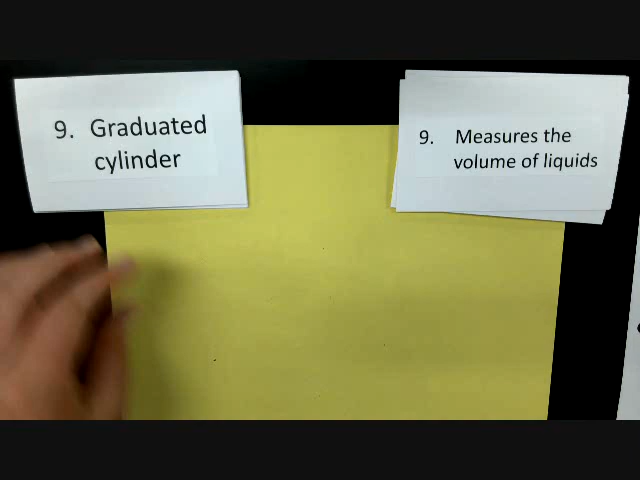 9. Graduated
cylinder
9. Measures the
volume of liquids